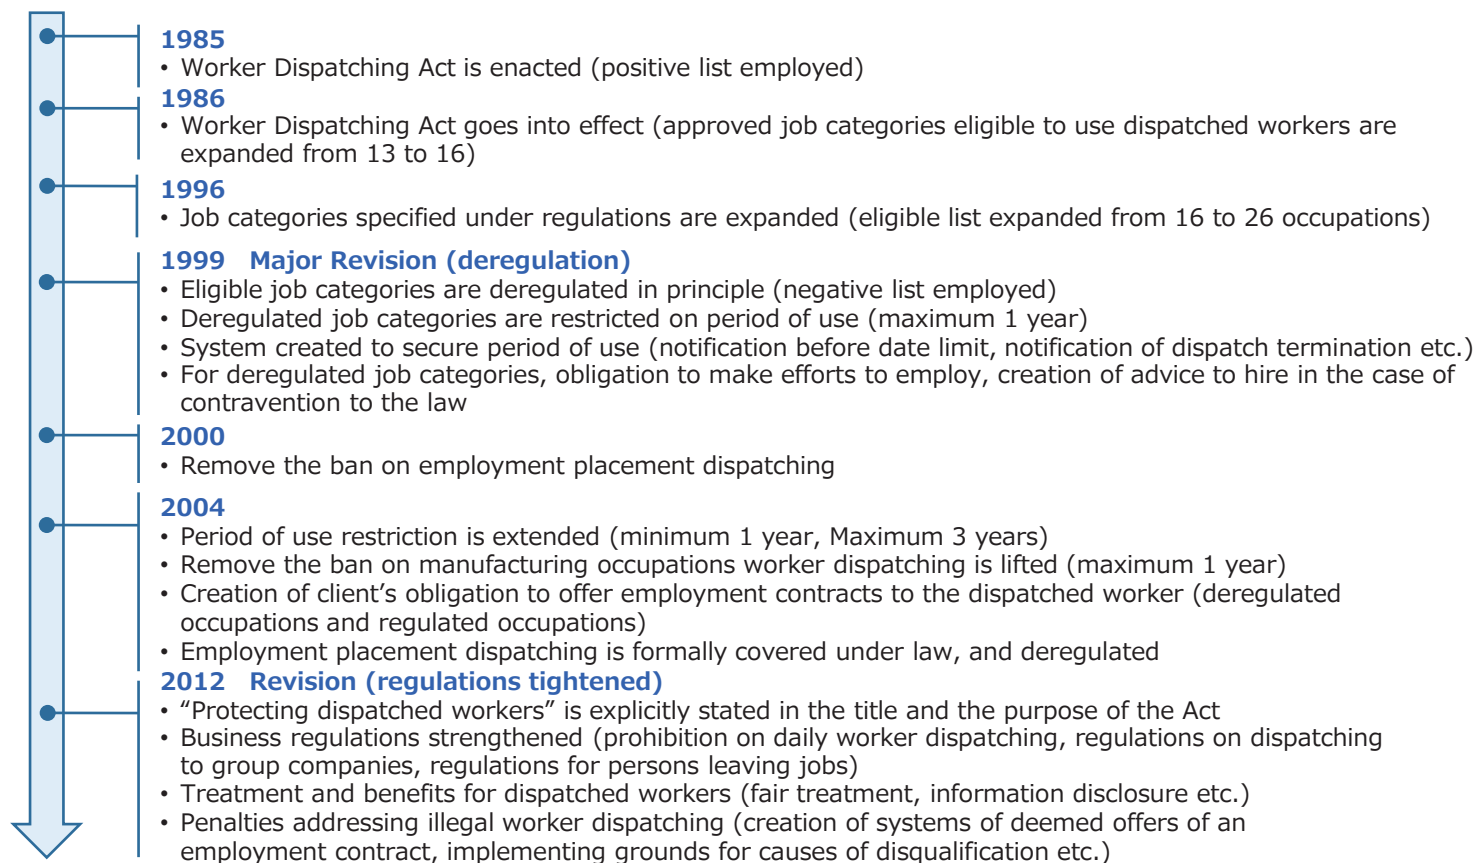 1985
• Worker Dispatching Act is enacted (positive list employed)
1986
• Worker Dispatching Act goes into effect (approved job categories eligible to use dispatched workers are
expanded from 13 to 16)
1996
• Job categories specified under regulations are expanded (eligible list expanded from 16 to 26 occupations)
1999 Major Revision (deregulation)
• Eligible job categories are deregulated in principle (negative list employed)
• Deregulated job categories are restricted on period of use (maximum 1 year)
• System created to secure period of use (notification before date limit, notification of dispatch termination etc.)
• For deregulated job categories, obligation to make efforts to employ, creation of advice to hire in the case of
contravention to the law
2000
• Remove the ban on employment placement dispatching
2004
• Period of use restriction is extended (minimum 1 year, Maximum 3 years)
• Remove the ban on manufacturing occupations worker dispatching is lifted (maximum 1 year)
• Creation of client’s obligation to offer employment contracts to the dispatched worker (deregulated
occupations and regulated occupations)
• Employment placement dispatching is formally covered under law, and deregulated
2012 Revision (regulations tightened)
• “Protecting dispatched workers” is explicitly stated in the title and the purpose of the Act
• Business regulations strengthened (prohibition on daily worker dispatching, regulations on dispatching
to group companies, regulations for persons leaving jobs)
• Treatment and benefits for dispatched workers (fair treatment, information disclosure etc.)
• Penalties addressing illegal worker dispatching (creation of systems of deemed offers of an
employment contract, implementing grounds for causes of disqualification etc.)